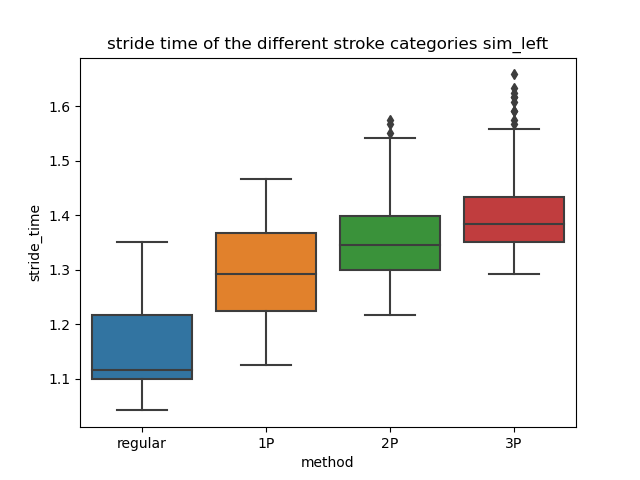 stride time of the different stroke categories sim_left
stride_time
1.6
1.5
1.4
1.3
1.2
1.1
regular 1P 2P 3P
method